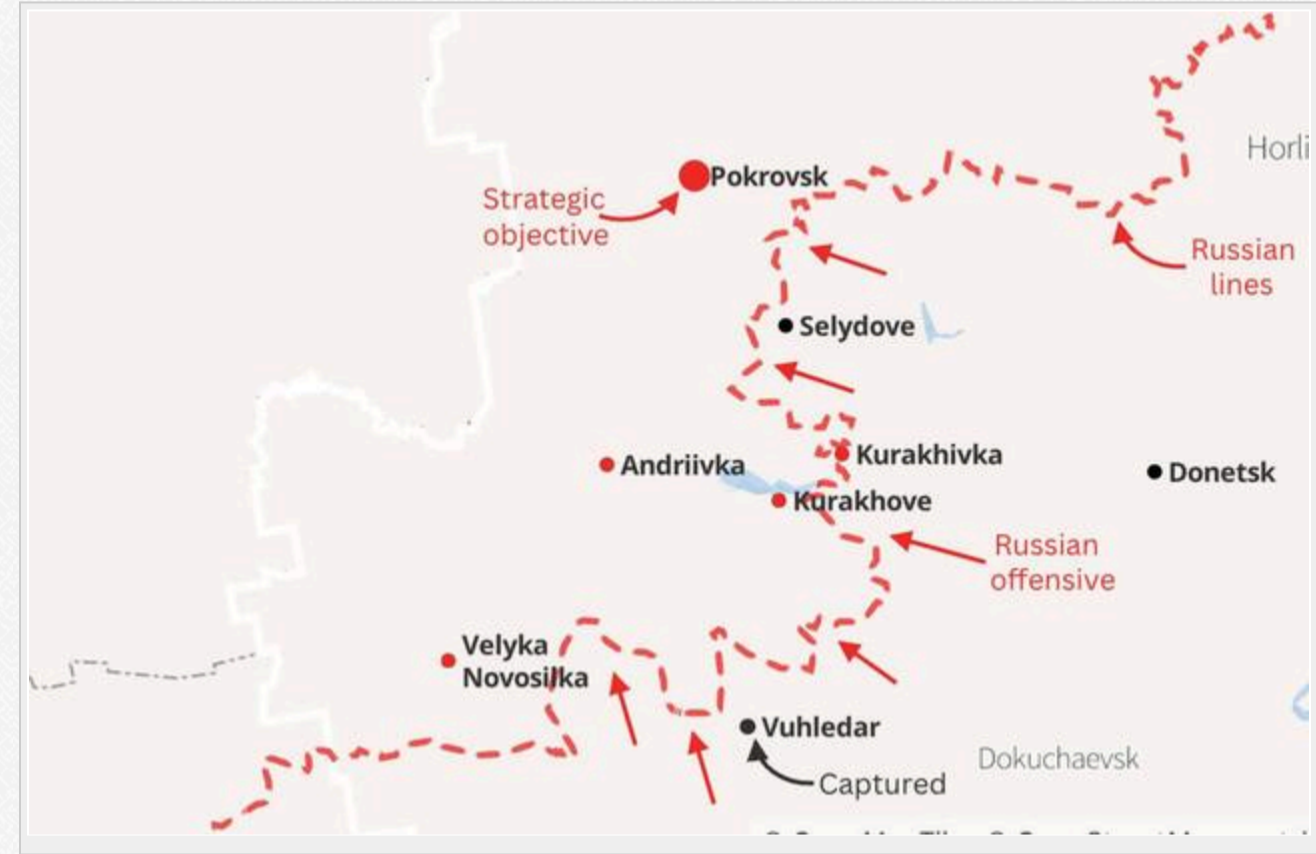 Horli
Pokrovsk
Strategic
objective
Russian
lines
Selydove
Kurakhivka
Andriivka
Donetsk
Kurakhove
Russian
offensive
Velyka
Novosilka
Vuhledar
Dokuchaevsk
Captured